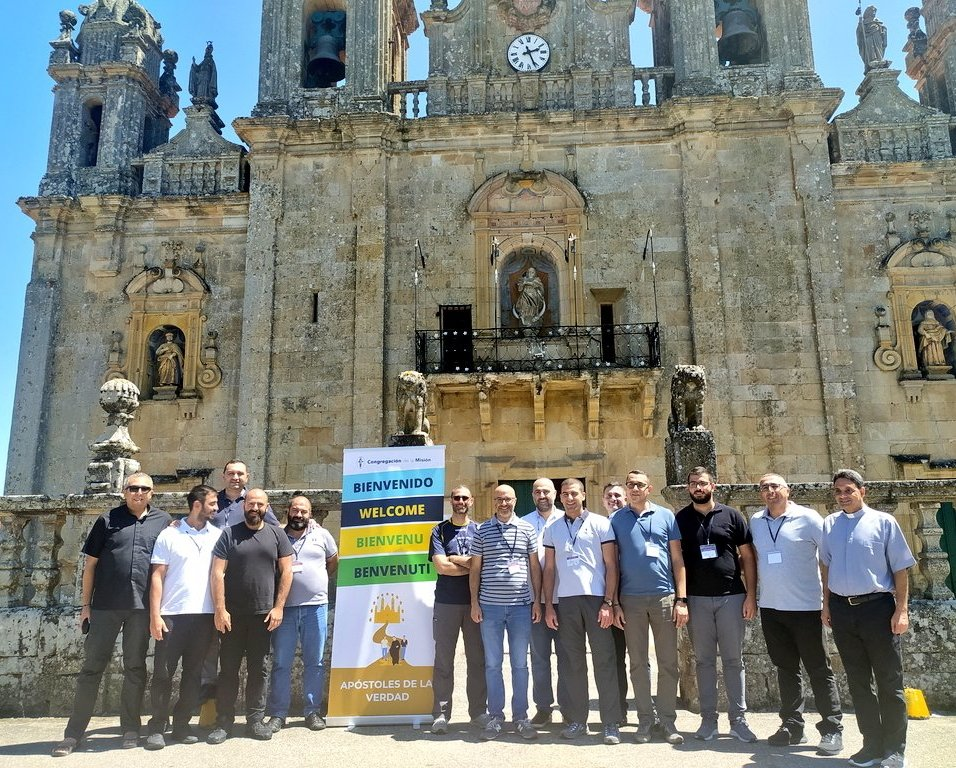 Congregación de la Misión
BIENVENIDO
WELCOME
BIENVENU
BENVENUTI
APÓSTOLES DE LA
VERDAD